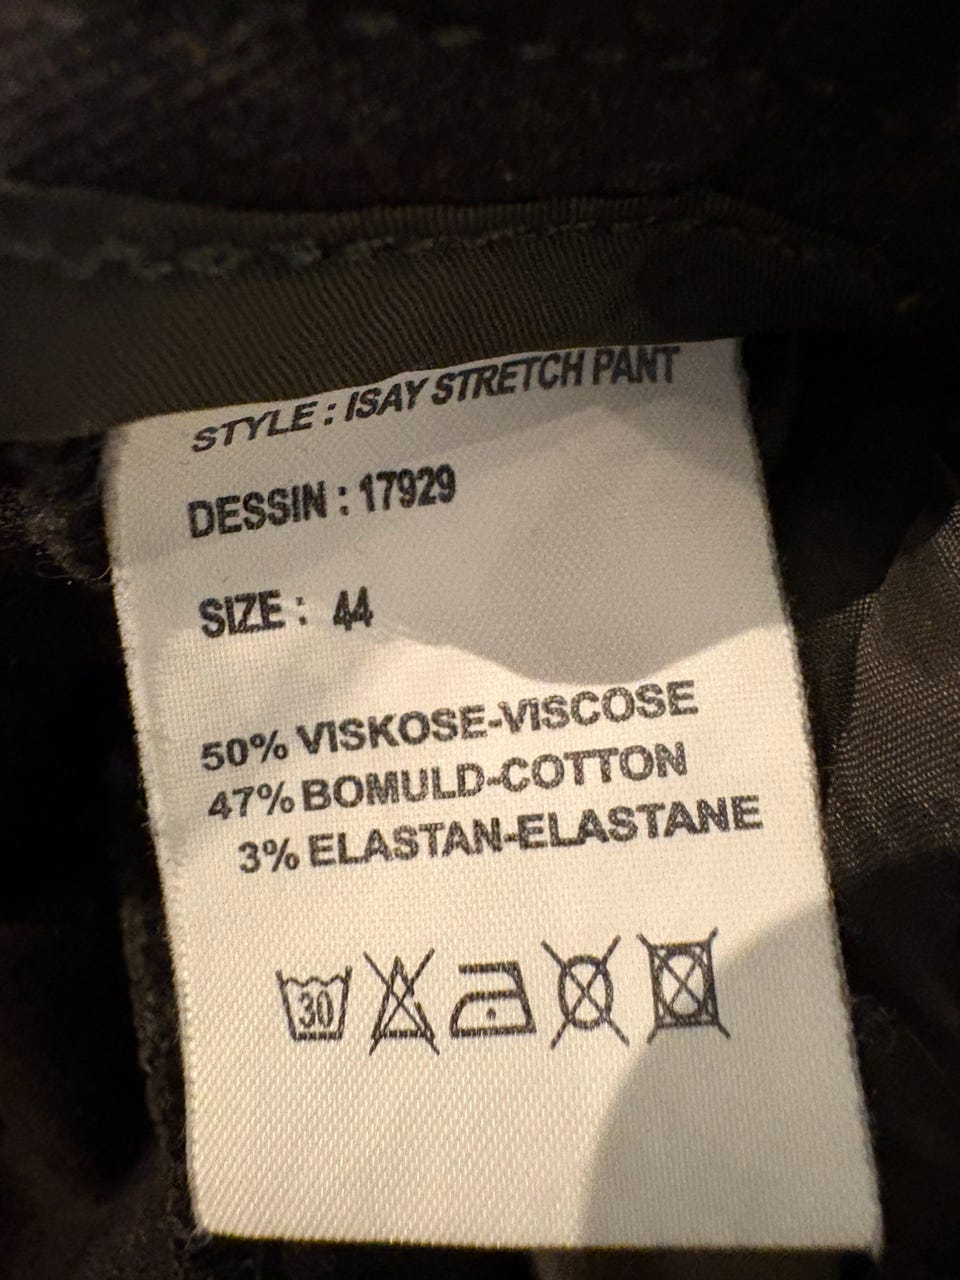 STYLE : ISAY STRETCH PANT
DESSIN : 17929
SIZE : 44
50% VISKOSE-VISCOSE
47% BOMULD-COTTON
3% ELASTAN-ELASTANE
30